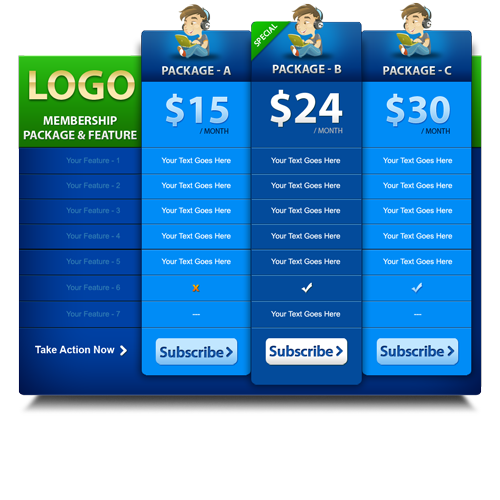 SPECIAL
PACKAGE - A
PACKAGE - B
PACKAGE - C
LOGO
MEMBERSHIP
PACKAGE & FEATURE
$15
/ MONTH
$24
/ MONTH
$30
/ MONTH
Your Feature - 1
Your Text Goes Here
Your Text Goes Here
Your Text Goes Here
Your Feature - 2
Your Text Goes Here
Your Text Goes Here
Your Text Goes Here
Your Feature - 3
Your Text Goes Here
Your Text Goes Here
Your Text Goes Here
Your Feature - 4
Your Text Goes Here
Your Text Goes Here
Your Text Goes Here
Your Feature - 5
Your Text Goes Here
Your Text Goes Here
Your Text Goes Here
Your Feature - 6
x
✓
✓
Your Feature - 7
---
Your Text Goes Here
---
Take Action Now >
Subscribe >
Subscribe >
Subscribe >